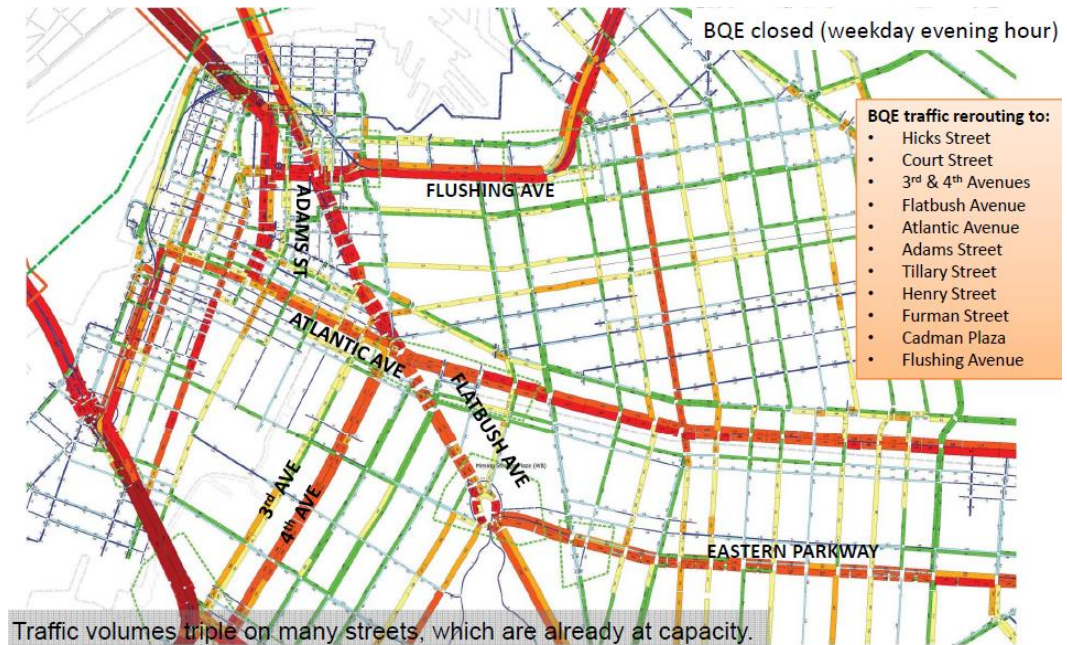 BQE closed (weekday evening hour)
BQE traffic rerouting to:
• Hicks Street
• Court Street
• 3rd & 4th Avenues
• Flatbush Avenue
• Atlantic Avenue
• Adams Street
• Tillary Street
• Henry Street
• Furman Street
• Cadman Plaza
• Flushing Avenue
FLUSHING AVE
ADAMS ST
ATLANTIC AVE
FLATBUSH AVE
3rd AVE
4th AVE
EASTERN PARKWAY
Traffic volumes triple on many streets, which are already at capacity.